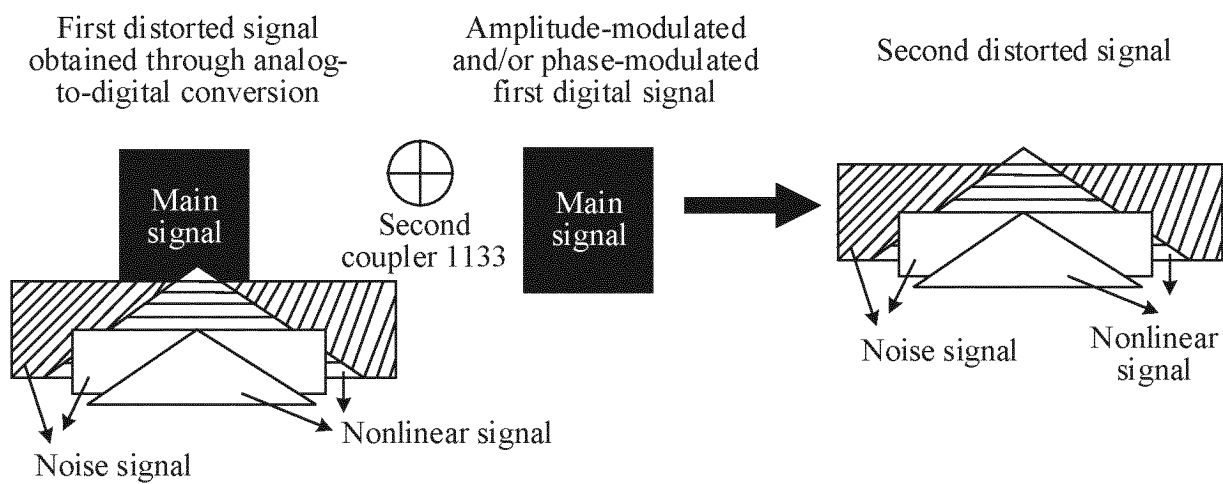 First distorted signal
obtained through analog-
to-digital conversion
Amplitude-modulated
and/or phase-modulated
first digital signal
Second distorted signal
Main
signal
Second
coupler 1133
Main
signal
Noise signal
Nonlinear signal
Noise signal
Nonlinear
signal